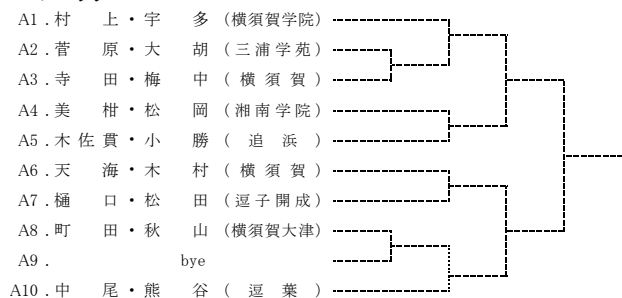 A1．村 上・宇 多（横須賀学院）
A2．菅 原・大 胡（三浦学苑）
A3．寺 田・梅 中（横須賀）
A4．美 柑・松 岡（湘南学院）
A5．木佐貫・小 勝（追浜）
A6．天 海・木 村（横須賀）
A7．樋 口・松 田（逗子開成）
A8．町 田・秋 山（横須賀大津）
A9． bye
A10．中 尾・熊 谷（逗葉）